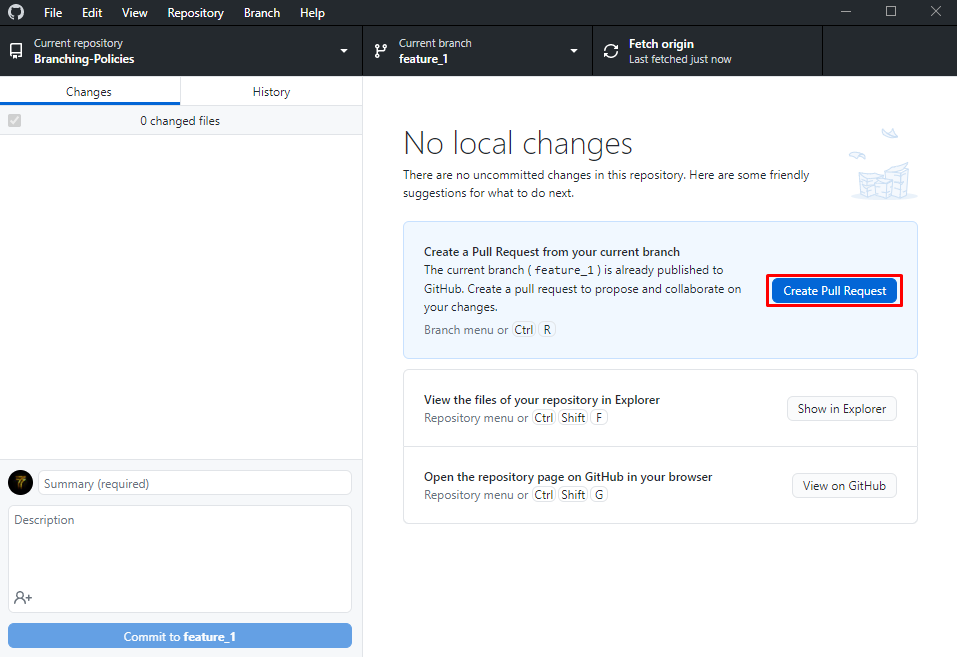 File Edit View Repository Branch Help
Current repository
Branching-Policies
Current branch
feature_1
Fetch origin
Last fetched just now
Changes History
0 changed files
No local changes
There are no uncommitted changes in this repository. Here are some friendly
suggestions for what to do next.
Create a Pull Request from your current branch
The current branch ( feature_1 ) is already published to
GitHub. Create a pull request to propose and collaborate on
your changes.
Branch menu or Ctrl R
Create Pull Request
View the files of your repository in Explorer
Repository menu or Ctrl Shift F
Show in Explorer
Open the repository page on GitHub in your browser
Repository menu or Ctrl Shift G
View on GitHub
Summary (required)
Description
Commit to feature_1